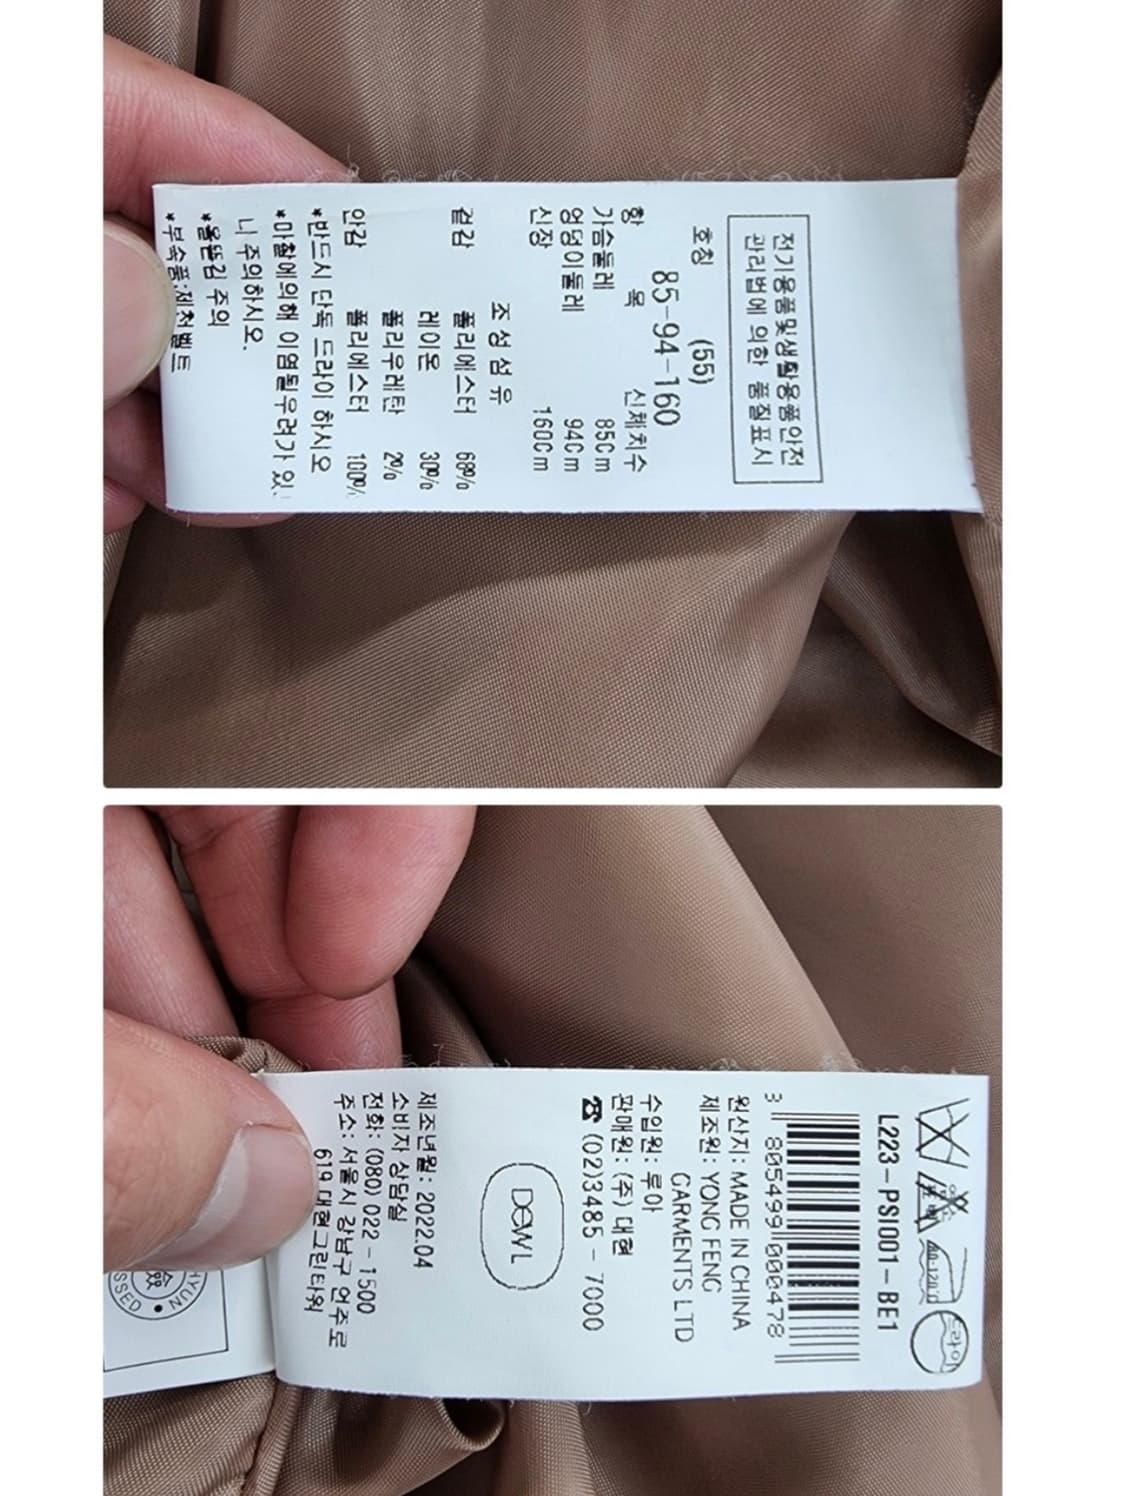 전기용품및생활용품안전
관리법에 의한 품질표시
호칭 (55)
85-94-160
항 목 신체치수
가슴둘레 85Cm
엉덩이둘레 94Cm
신장 160Cm
조성섬유
겉감 폴리에스터 68%
레이온 30%
폴리우레탄 2%
안감 폴리에스터 100%
*반드시 단독 드라이 하시오
*마찰에의해 이염될우려가 있
니 주의하시오.
*올뜯김 주의
*부속품:제천벨트
드라이
L223-PSI001-BE1
3 805499 000478
원산지: MADE IN CHINA
제조원: YONG FENG
GARMENTS LTD
수입원: 루아
판매원: (주) 대현
☎ (02)3485 - 7000
DEWL
제조년월: 2022.04
소비자 상담실
전화: (080) 022 - 1500
주소: 서울시 강남구 언주로
619 대현그린타워